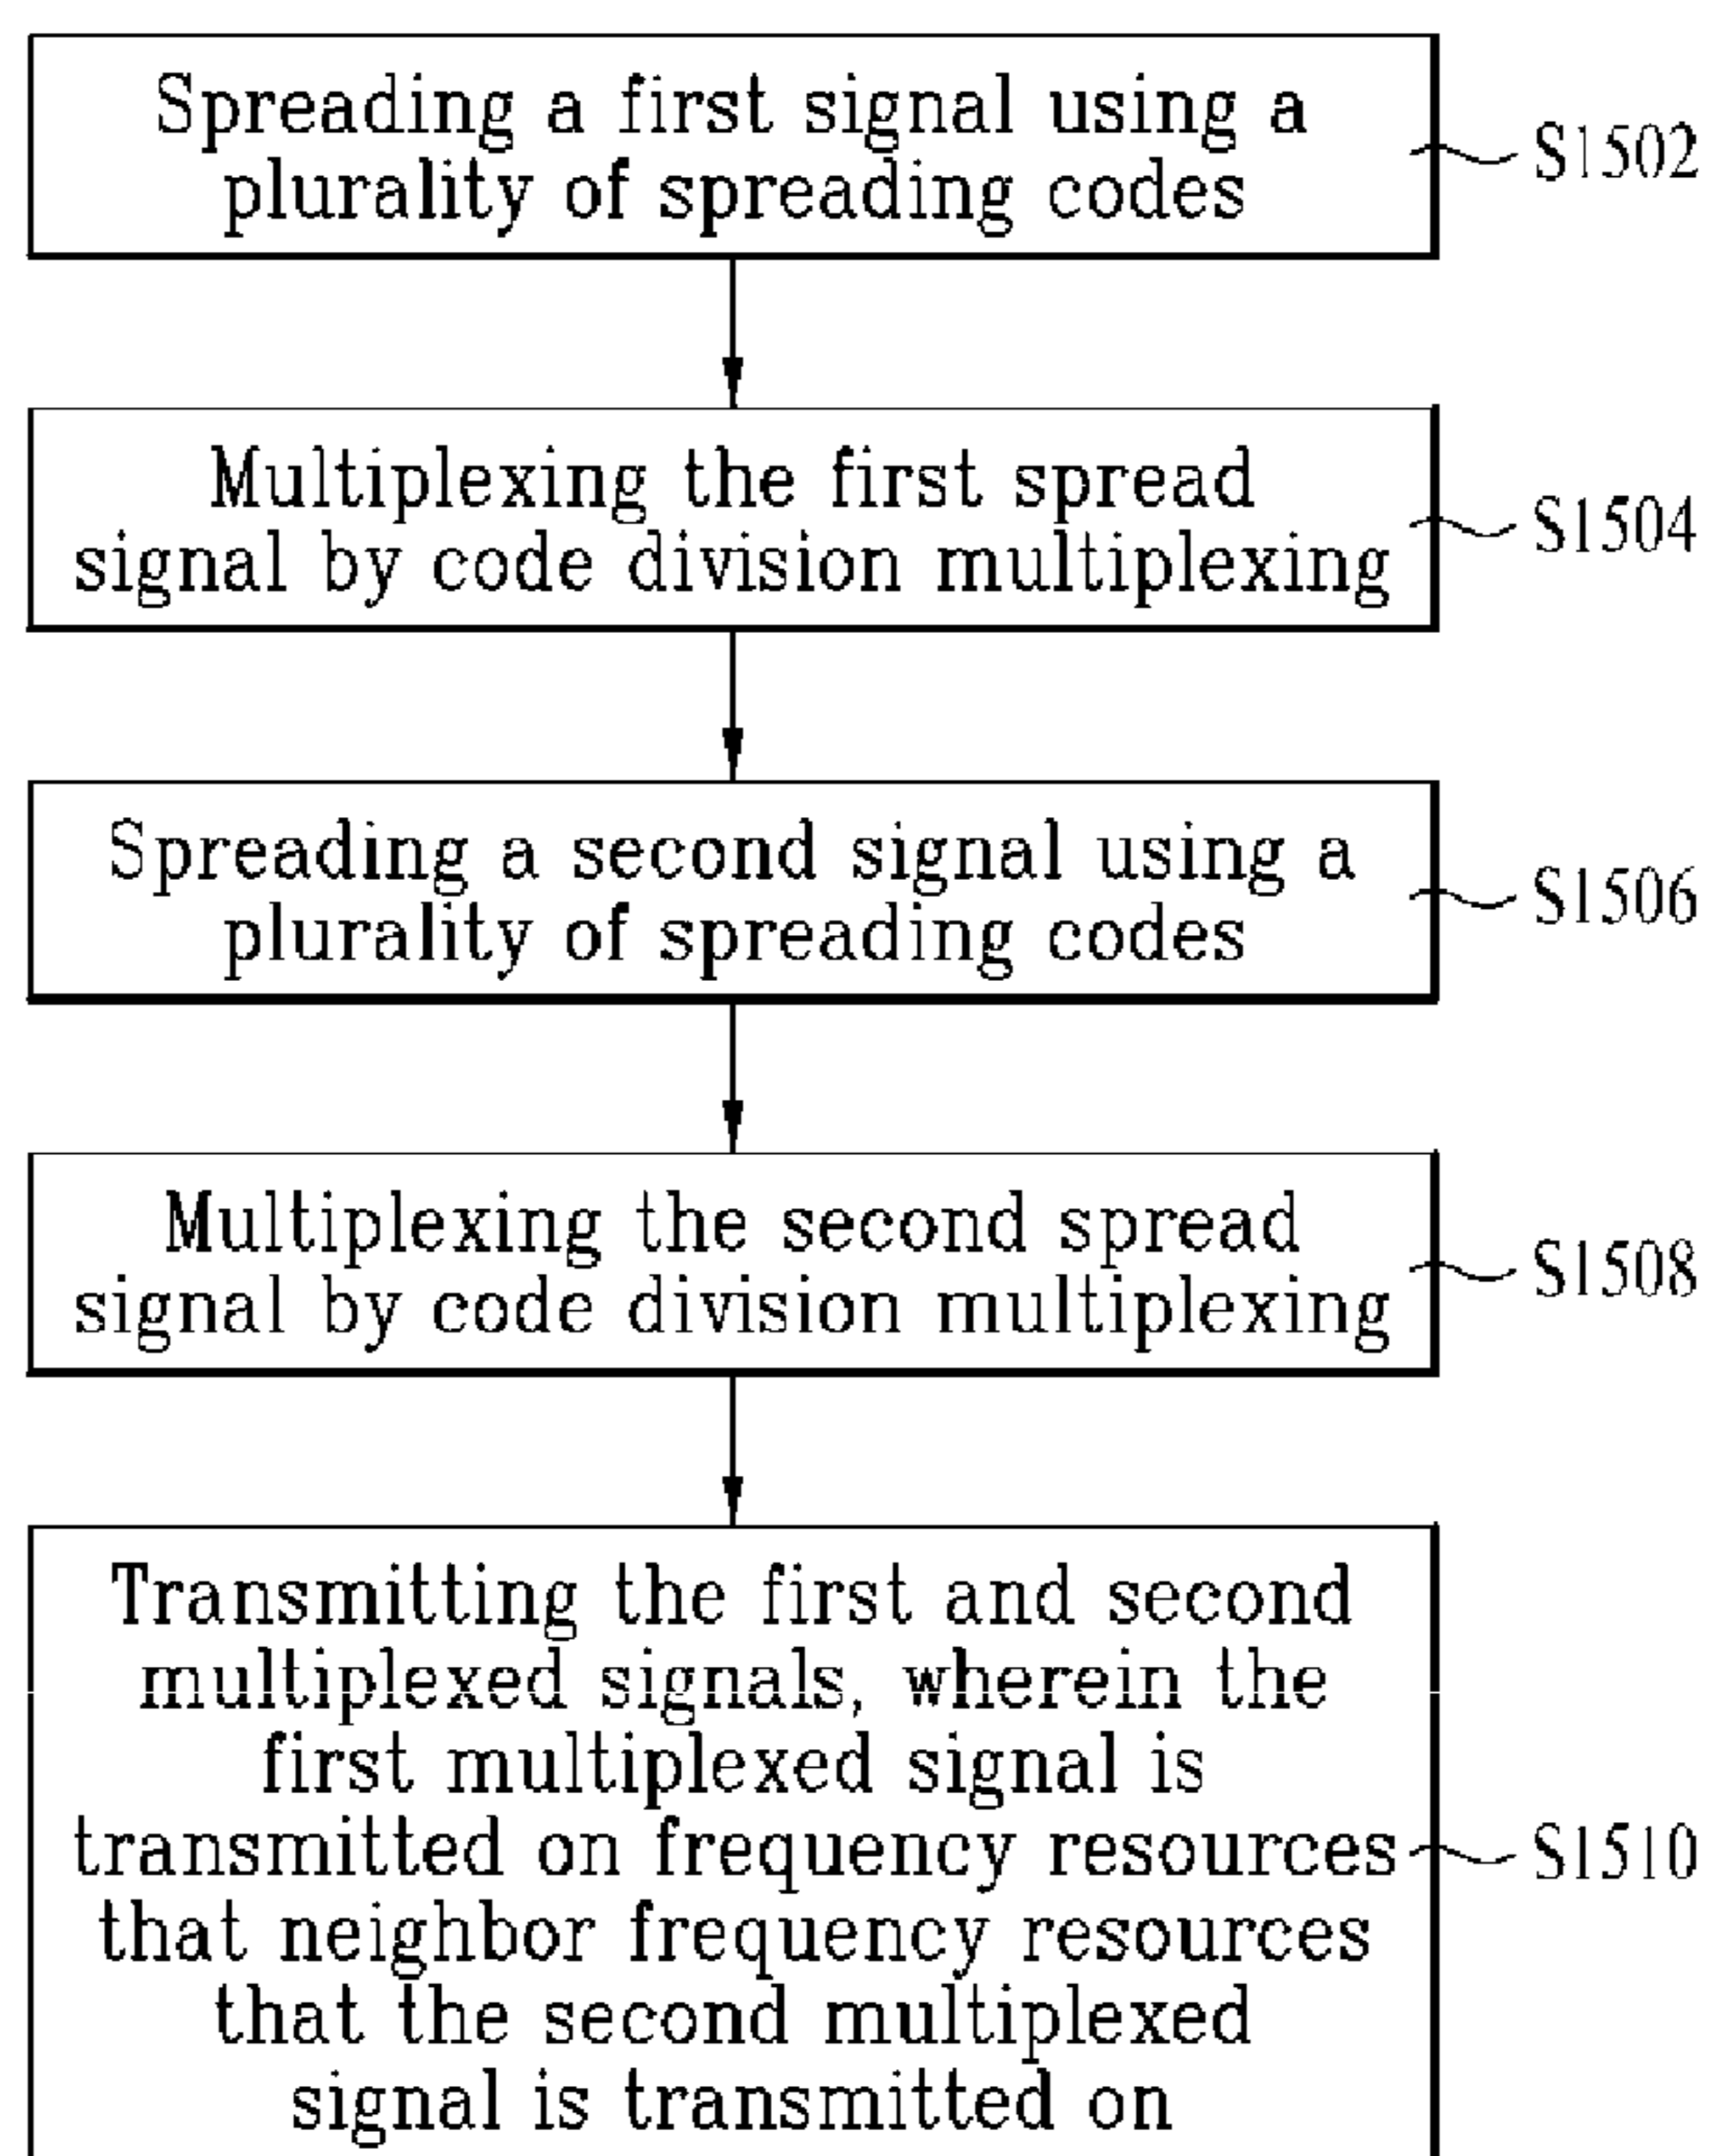 Spreading a first signal using a
plurality of spreading codes
S1502
Multiplexing the first spread
signal by code division multiplexing
S1504
Spreading a second signal using a
plurality of spreading codes
S1506
Multiplexing the second spread
signal by code division multiplexing
S1508
Transmitting the first and second
multiplexed signals, wherein the
first multiplexed signal is
transmitted on frequency resources
that neighbor frequency resources
that the second multiplexed
signal is transmitted on
S1510